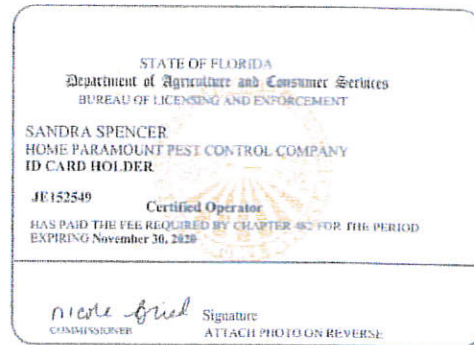 STATE OF FLORIDA
Department of Agriculture and Consumer Services
BUREAU OF LICENSING AND ENFORCEMENT
SANDRA SPENCER
HOME PARAMOUNT PEST CONTROL COMPANY
ID CARD HOLDER
JE152549
Certified Operator
HAS PAID THE FEE REQUIRED BY CHAPTER 482 FOR THE PERIOD
EXPIRING November 30, 2020
nicole fried Signature
COMMISSIONER ATTACH PHOTO ON REVERSE